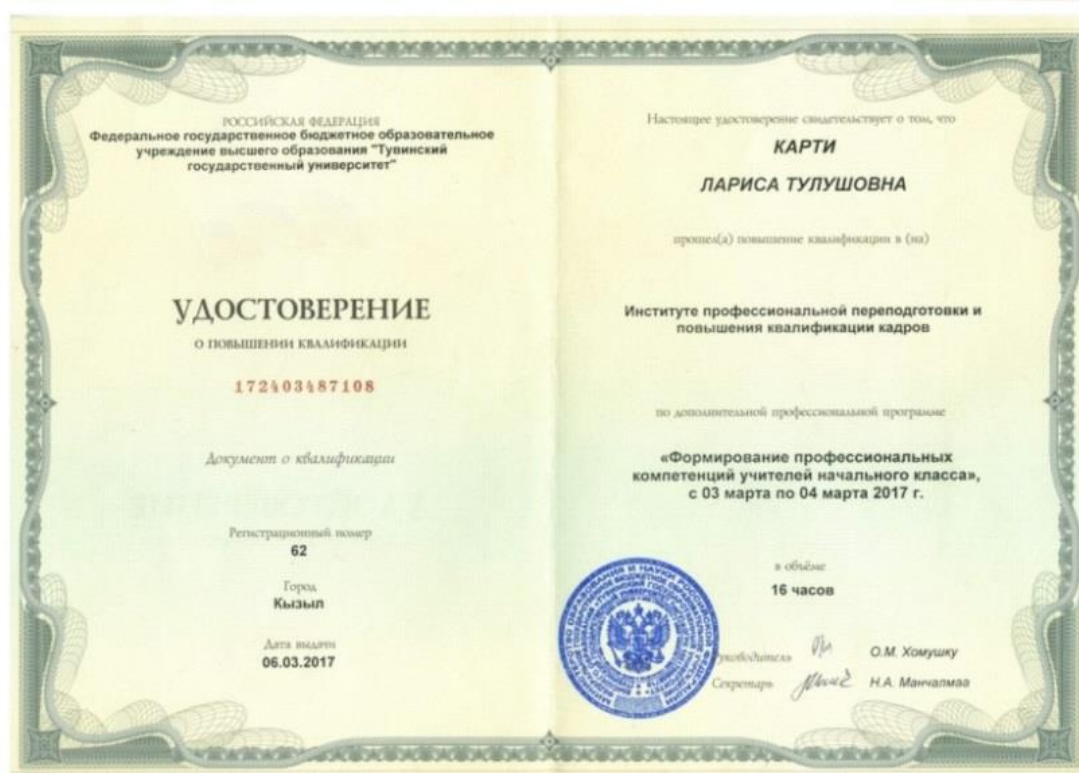 РОССИЙСКАЯ ФЕДЕРАЦИЯ
Федеральное государственное бюджетное образовательное
учреждение высшего образования "Тувинский
государственный университет"
УДОСТОВЕРЕНИЕ
О ПОВЫШЕНИИ КВАЛИФИКАЦИИ
172403487108
Документ о квалификации
Регистрационный номер
62
Город
Кызыл
Дата выдачи
06.03.2017
Настоящее удостоверение свидетельствует о том, что
КАРТИ
ЛАРИСА ТУЛУШОВНА
прошел(а) повышение квалификации в (на)
Институте профессиональной переподготовки и
повышения квалификации кадров
по дополнительной профессиональной программе
«Формирование профессиональных
компетенций учителей начального класса»,
с 03 марта по 04 марта 2017 г.
в объёме
16 часов
Руководитель О.М. Хомушку
Секретарь Н.А. Манчалмаа